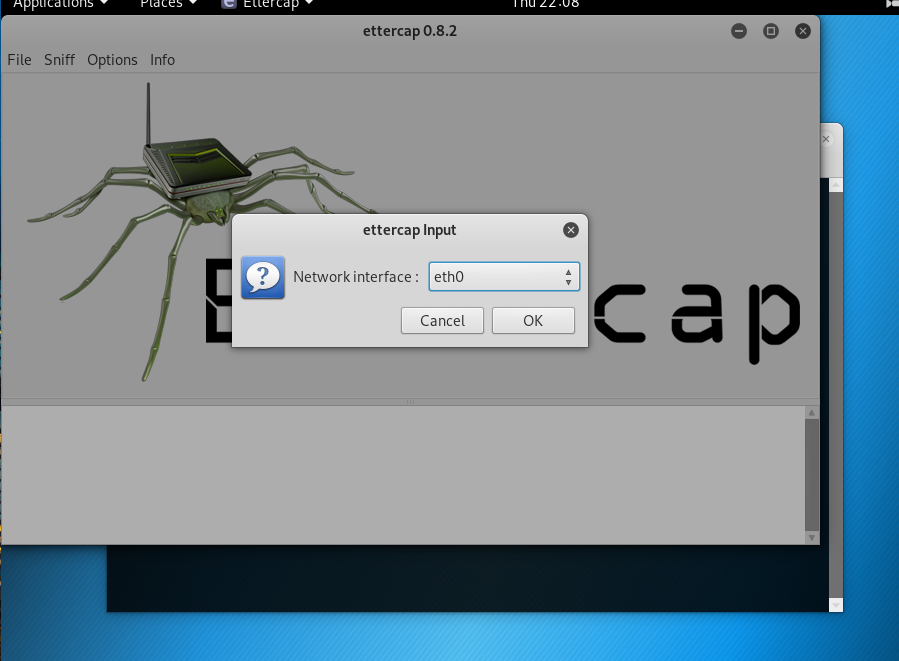 Applications Places Ettercap Thu 22:08
ettercap 0.8.2
File Sniff Options Info
ettercap Input
Network interface : eth0
Cancel OK
cap